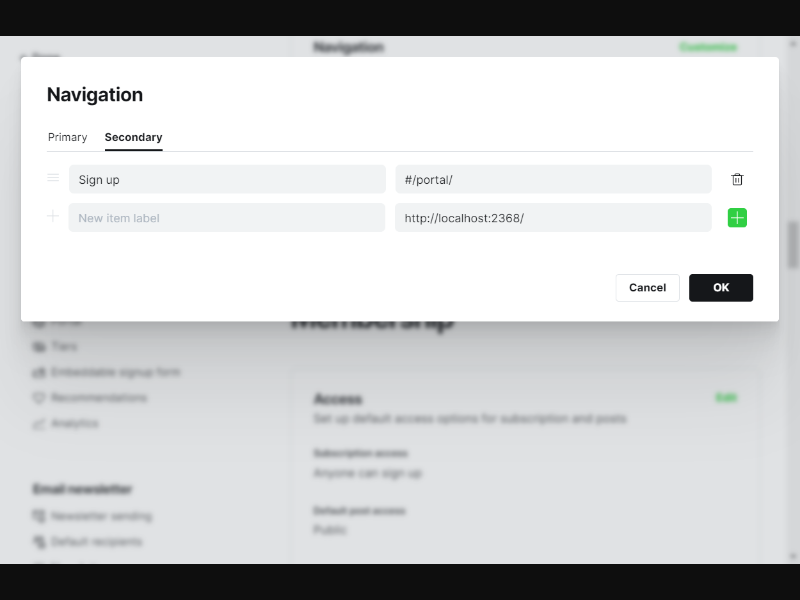 Navigation
Customize
Navigation
Primary
Secondary
Sign up
#/portal/
New item label
http://localhost:2368/
Cancel
OK
Membership
Tiers
Embeddable signup form
Recommendations
Analytics
Access
Edit
Set up default access options for subscription and posts
Subscription access
Anyone can sign up
Default post access
Public
Email newsletter
Newsletter sending
Default recipients